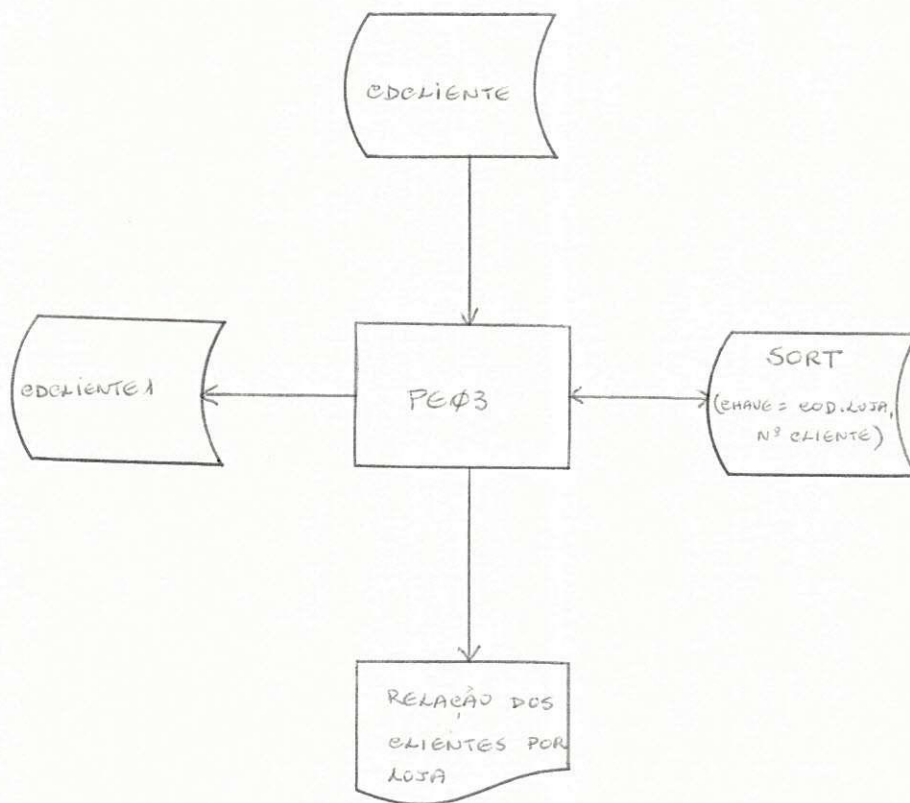 CDCLIENTE
CDCLIENTE1
PEØ3
SORT
(CHAVE = COD.LOJA,
Nº CLIENTE)
RELAÇÃO DOS
CLIENTES POR
LOJA